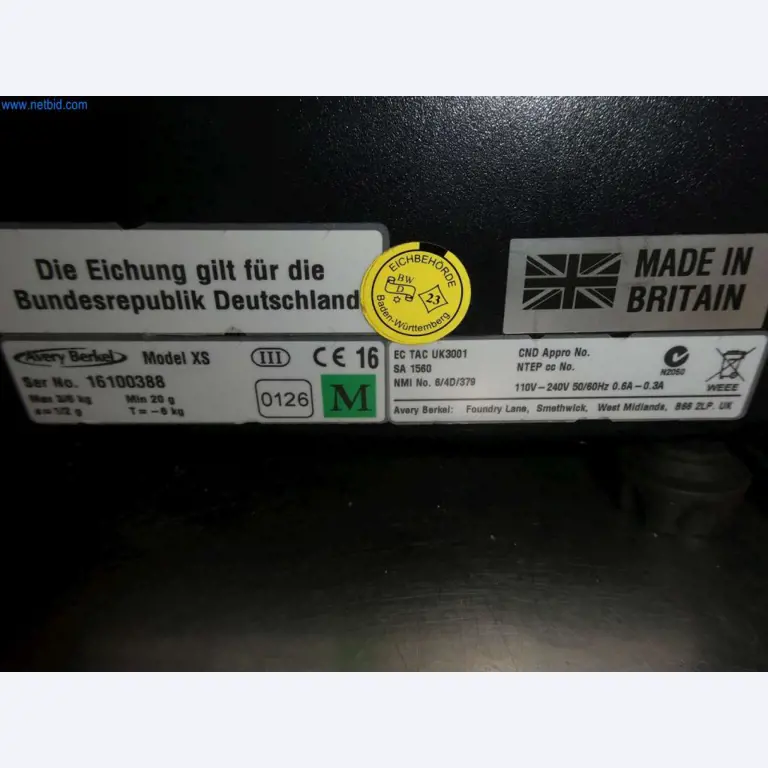 www.netbid.com
Die Eichung gilt für die
Bundesrepublik Deutschland
EICHBEHÖRDE
BW
D
23
Baden-Württemberg
MADE IN
BRITAIN
Avery Berkel
Model XS
III
CE 16
Ser No. 16100388
Max 3/6 kg Min 20 g
e=1/2 g T=-6 kg
0126
M
EC TAC UK3001
SA 1560
NMI No. 6/4D/379
CND Appro No.
NTEP cc No.
110V-240V 50/60Hz 0.6A-0.3A
N2050
WEEE
Avery Berkel: Foundry Lane, Smethwick, West Midlands, B66 2LP. UK